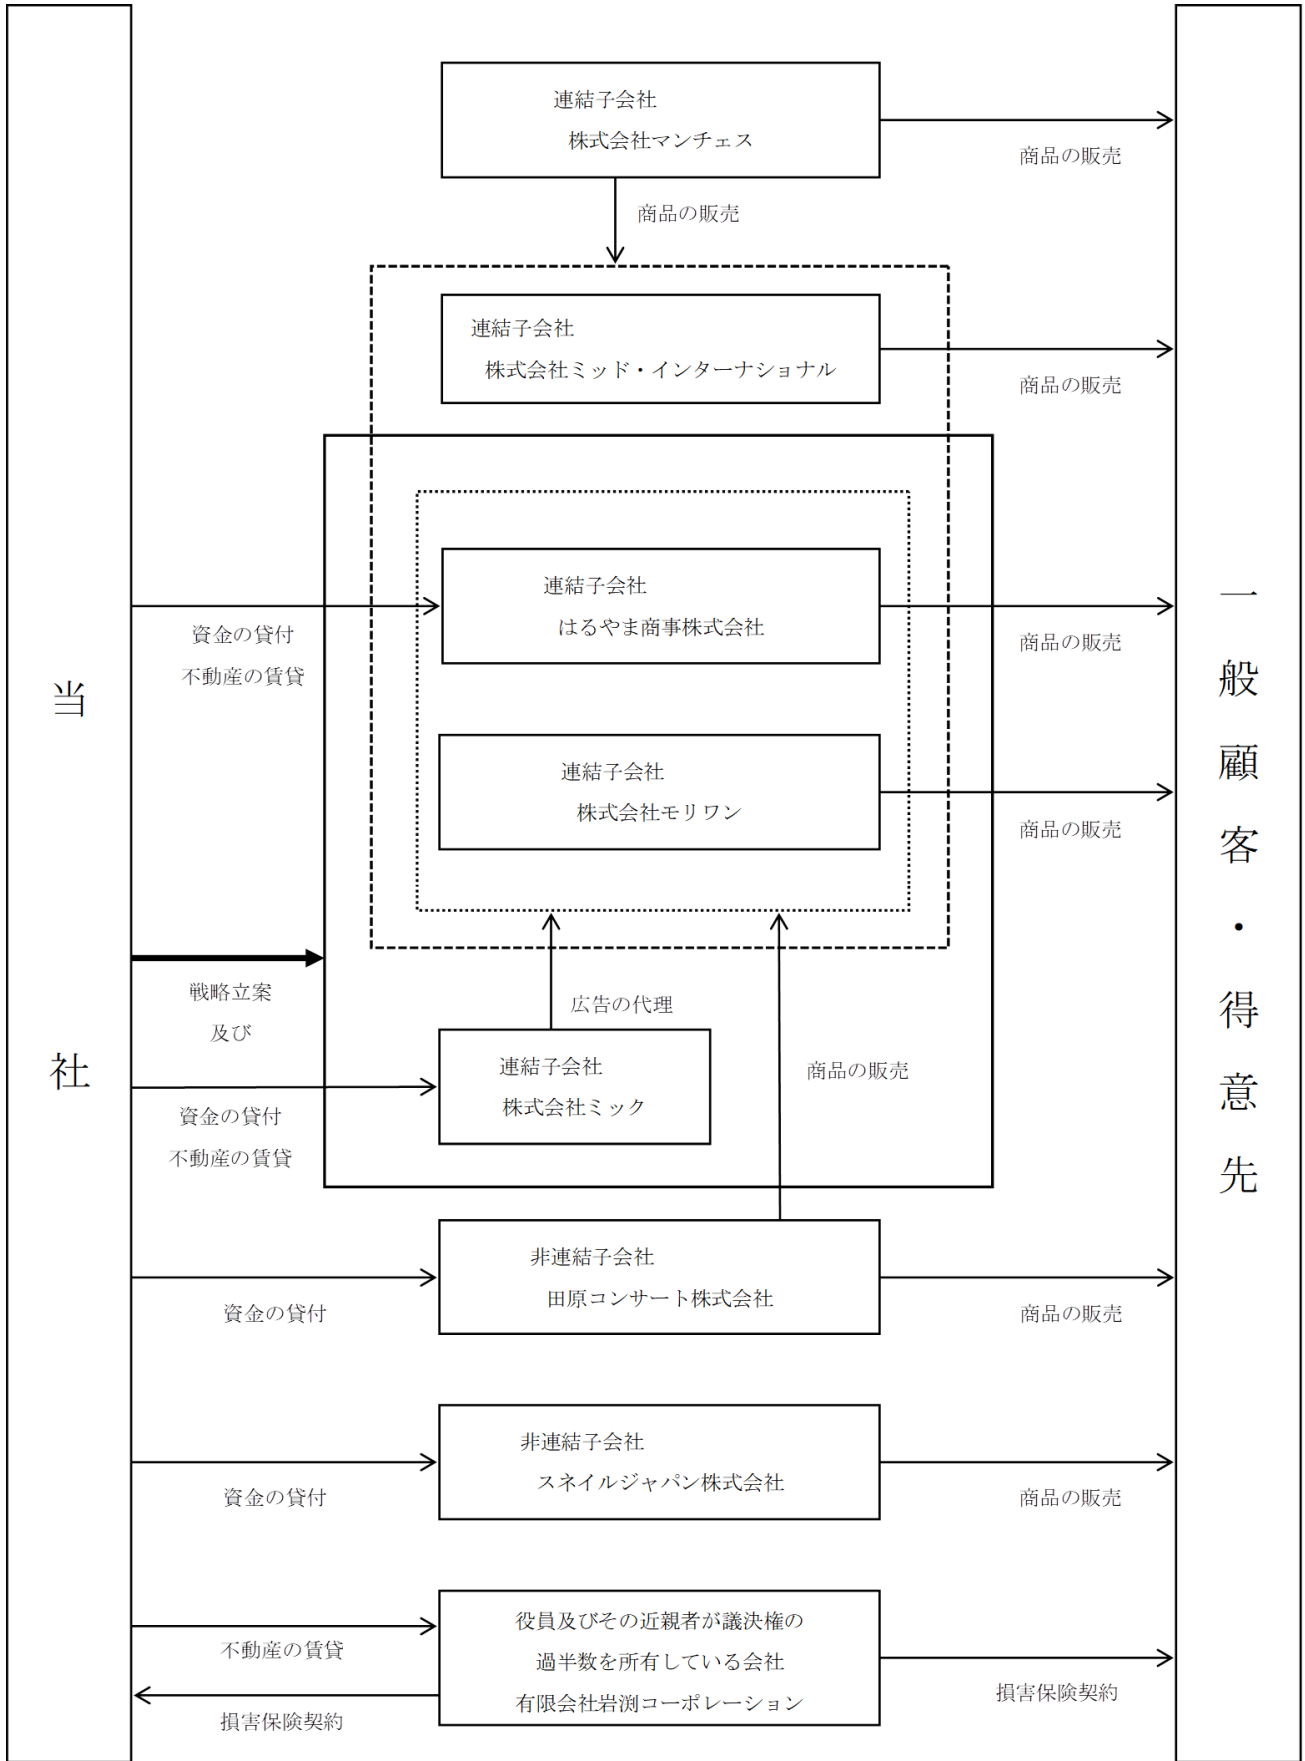 連結子会社
株式会社マンチェス
商品の販売
商品の販売
連結子会社
株式会社ミッド・インターナショナル
商品の販売
連結子会社
はるやま商事株式会社
資金の貸付
不動産の賃貸
商品の販売
当社
一般顧客・得意先
連結子会社
株式会社モリワン
商品の販売
戦略立案
及び
広告の代理
連結子会社
株式会社ミック
商品の販売
資金の貸付
不動産の賃貸
非連結子会社
田原コンサート株式会社
資金の貸付
商品の販売
非連結子会社
スネイルジャパン株式会社
資金の貸付
商品の販売
役員及びその近親者が議決権の
過半数を所有している会社
有限会社岩渕コーポレーション
不動産の賃貸
損害保険契約
損害保険契約